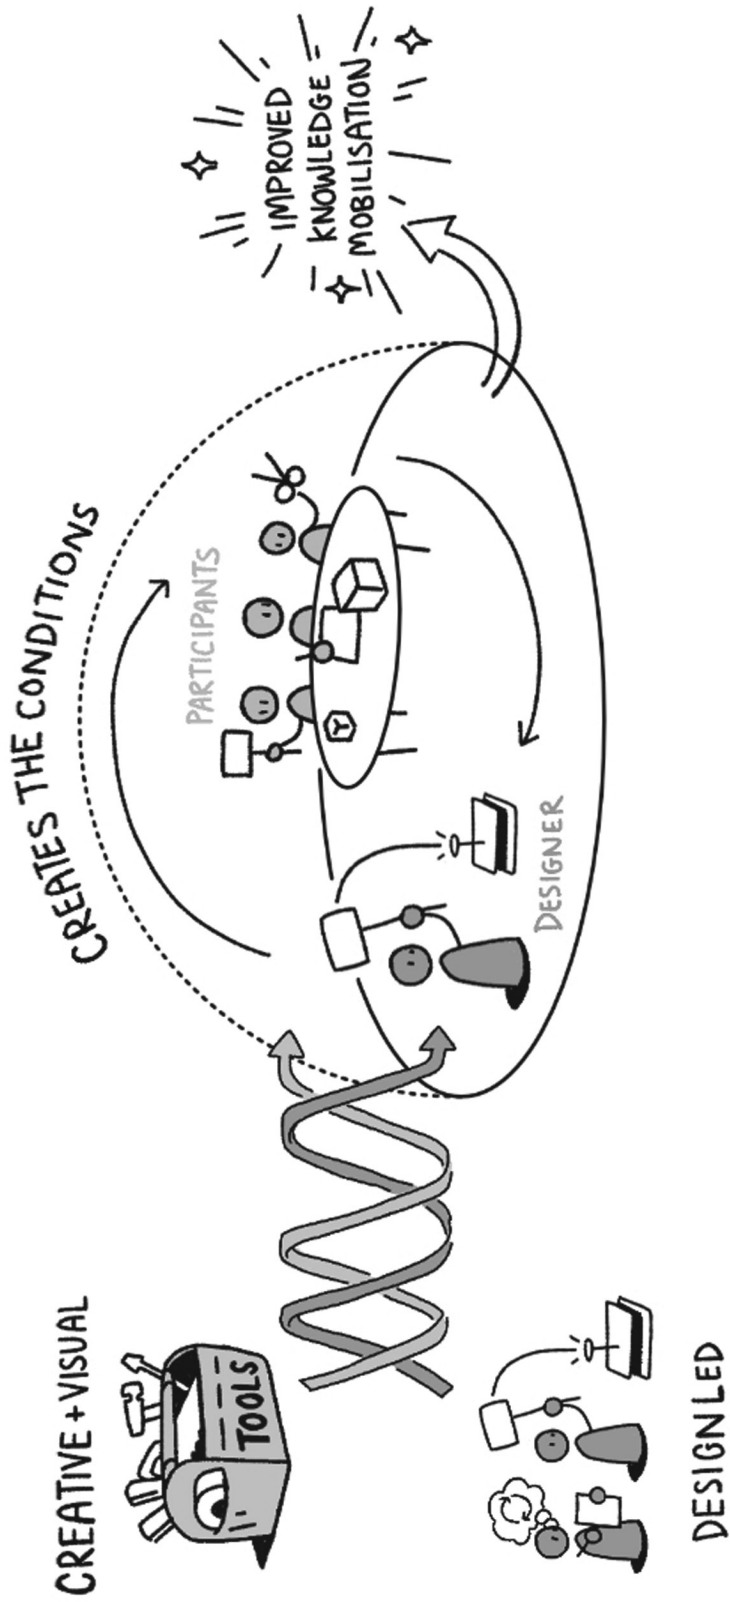 CREATIVE + VISUAL
TOOLS
DESIGN LED
CREATES THE CONDITIONS
PARTICIPANTS
DESIGNER
IMPROVED
KNOWLEDGE
MOBILISATION